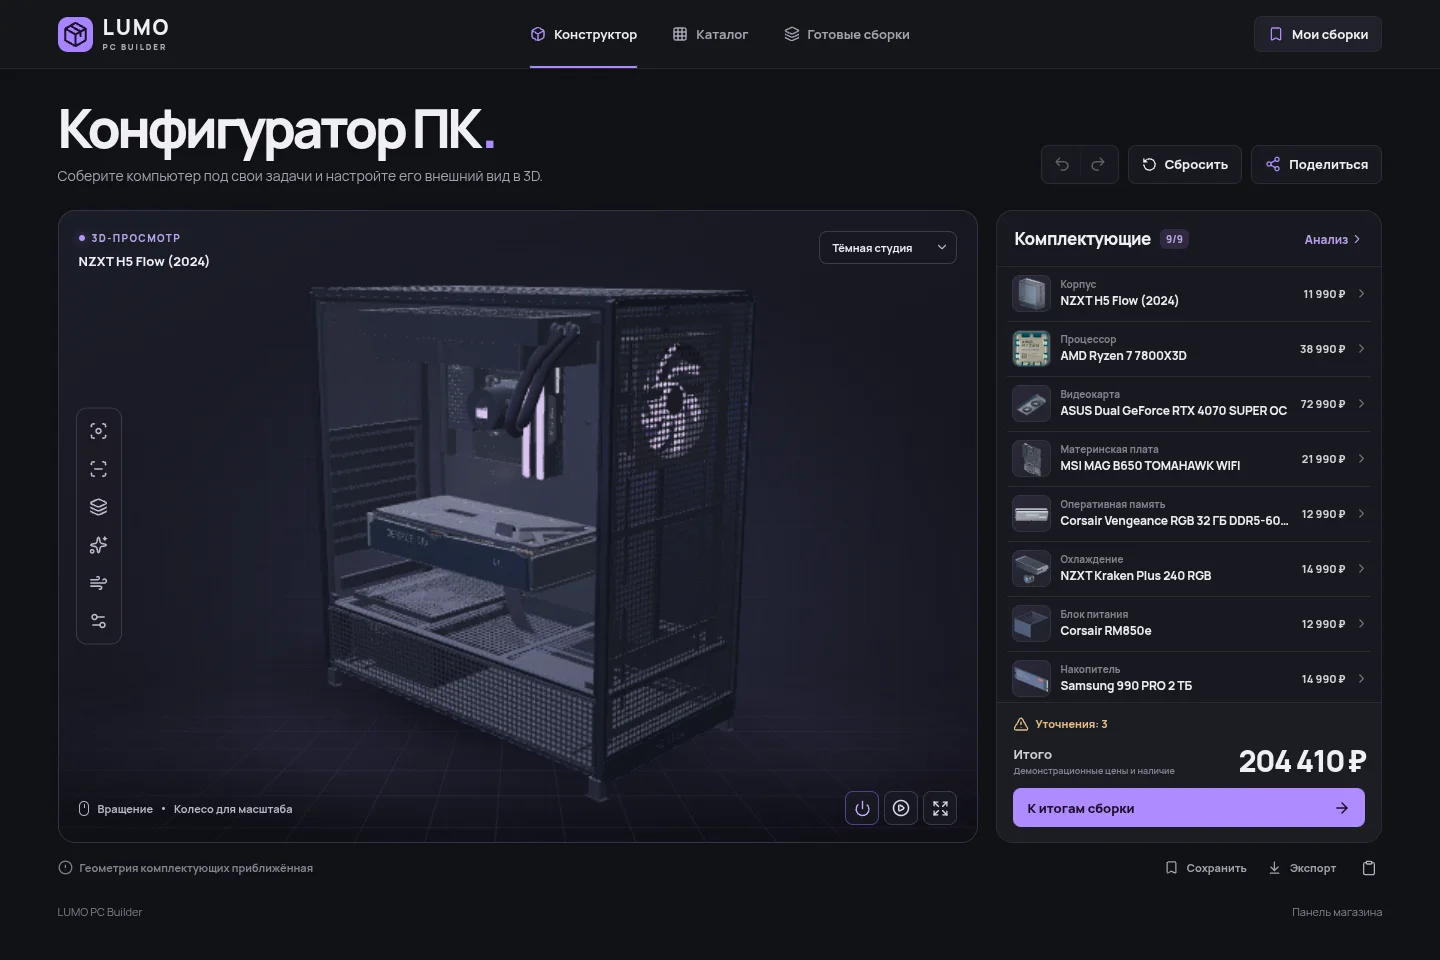 LUMO
PC BUILDER
Конструктор
Каталог
Готовые сборки
Мои сборки
Конфигуратор ПК.
Соберите компьютер под свои задачи и настройте его внешний вид в 3D.
Сбросить
Поделиться
3D-ПРОСМОТР
NZXT H5 Flow (2024)
Тёмная студия
Вращение • Колесо для масштаба
Комплектующие 9/9
Анализ
Корпус
NZXT H5 Flow (2024)
11 990 ₽
Процессор
AMD Ryzen 7 7800X3D
38 990 ₽
Видеокарта
ASUS Dual GeForce RTX 4070 SUPER OC
72 990 ₽
Материнская плата
MSI MAG B650 TOMAHAWK WIFI
21 990 ₽
Оперативная память
Corsair Vengeance RGB 32 ГБ DDR5-60...
12 990 ₽
Охлаждение
NZXT Kraken Plus 240 RGB
14 990 ₽
Блок питания
Corsair RM850e
12 990 ₽
Накопитель
Samsung 990 PRO 2 ТБ
14 990 ₽
Уточнения: 3
Итого
Демонстрационные цены и наличие
204 410 ₽
К итогам сборки
Геометрия комплектующих приближённая
Сохранить
Экспорт
LUMO PC Builder
Панель магазина